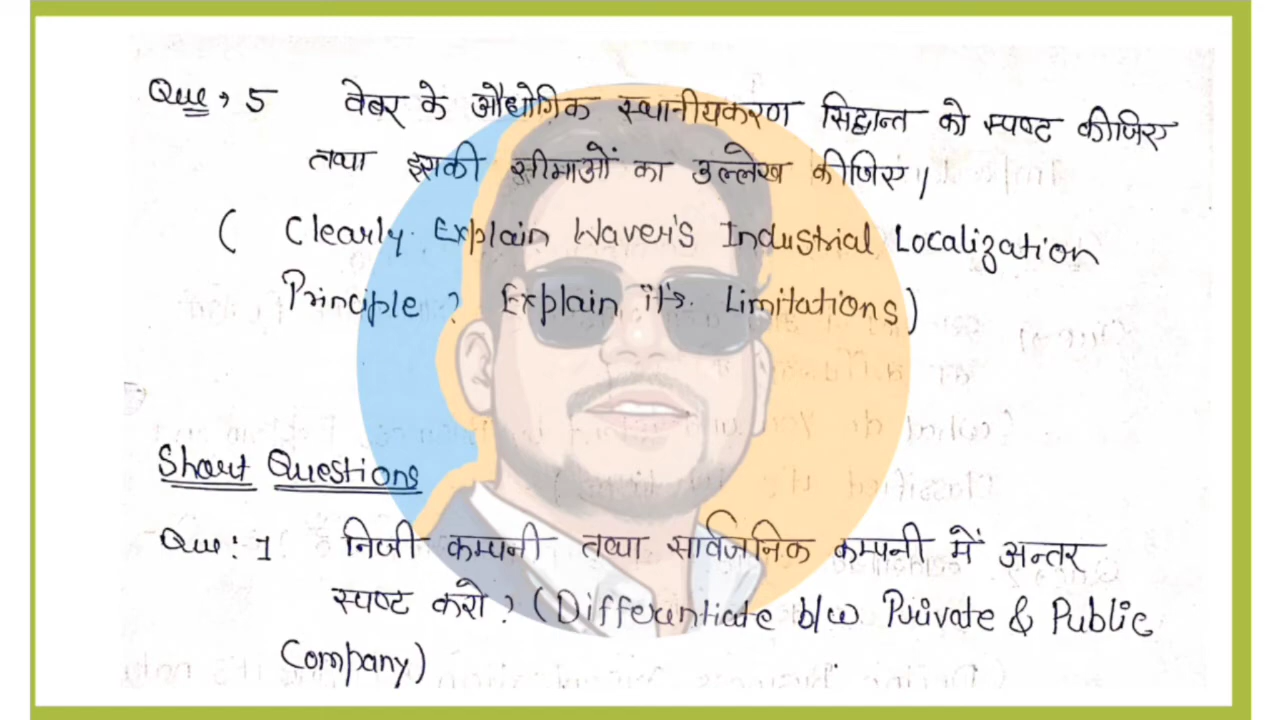 Que → 5 वेबर के औद्योगिक स्थानीयकरण सिद्धान्त को स्पष्ट कीजिए
तथा इसकी सीमाओं का उल्लेख कीजिए।
( Clearly Explain Waver's Industrial Localization
Principle? Explain it's Limitations)
Short Questions
Que: 1 निजी कम्पनी तथा सार्वजनिक कम्पनी में अन्तर
स्पष्ट करो? (Differentiate b/w Private & Public
Company)